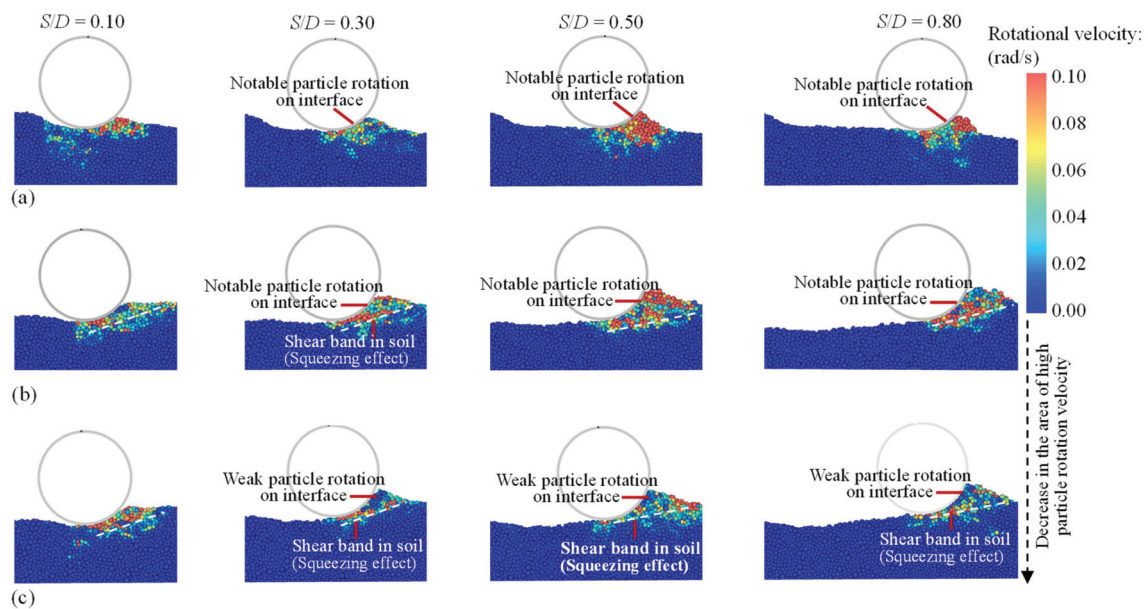 S/D = 0.10
S/D = 0.30
S/D = 0.50
S/D = 0.80
Rotational velocity:
(rad/s)
0.10
0.08
0.06
0.04
0.02
0.00
Notable particle rotation
on interface
Notable particle rotation
on interface
Notable particle rotation
on interface
(a)
Notable particle rotation
on interface
Shear band in soil
(Squeezing effect)
Notable particle rotation
on interface
Notable particle rotation
on interface
(b)
Weak particle rotation
on interface
Shear band in soil
(Squeezing effect)
Weak particle rotation
on interface
Shear band in soil
(Squeezing effect)
Weak particle rotation
on interface
Shear band in soil
(Squeezing effect)
(c)
Decrease in the area of high
particle rotation velocity